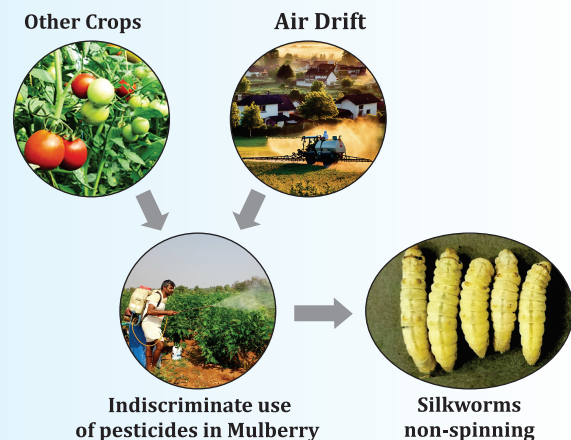 Other Crops
Air Drift
Indiscriminate use
of pesticides in Mulberry
Silkworms
non-spinning